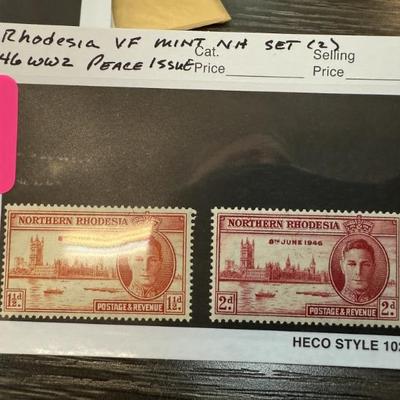 Rhodesia VF MINT NH SET (2)
46 WW2 PEACE ISSUE
Cat.
Price
Selling
Price
NORTHERN RHODESIA
1½d.
1½d.
POSTAGE & REVENUE
NORTHERN RHODESIA
8TH JUNE 1946
2d.
2d.
POSTAGE & REVENUE
HECO STYLE 102